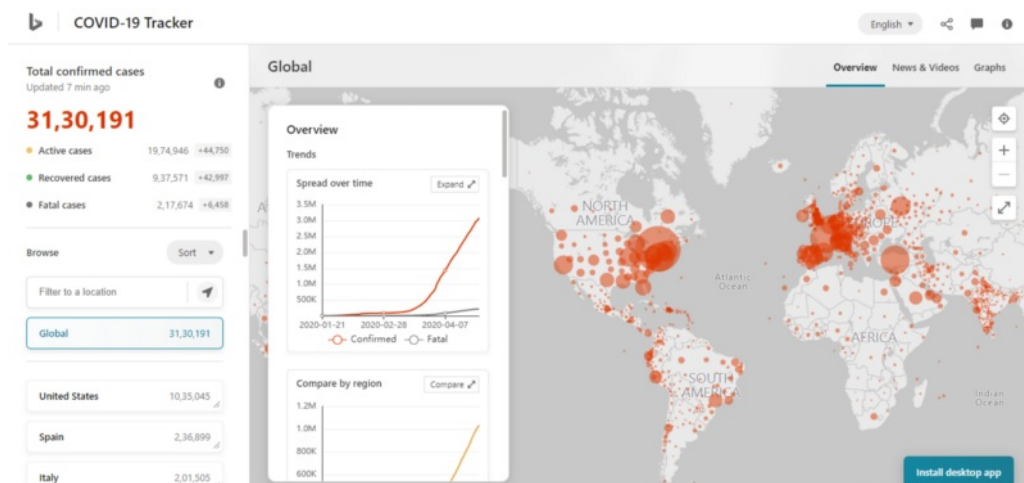 COVID-19 Tracker
English
Total confirmed cases
Updated 7 min ago
31,30,191
Active cases 19,74,946 +44,750
Recovered cases 9,37,571 +42,997
Fatal cases 2,17,674 +6,458
Browse Sort
Filter to a location
Global 31,30,191
United States 10,35,045
Spain 2,36,899
Italy 2,01,505
Global
Overview News & Videos Graphs
Overview
Trends
Spread over time Expand
3.5M
3.0M
2.5M
2.0M
1.5M
1.0M
500K
2020-01-21 2020-02-28 2020-04-07
Confirmed Fatal
Compare by region Compare
1.2M
1.0M
800K
600K
NORTH
AMERICA
Atlantic
Ocean
EUROPE
AFRICA
SOUTH
AMERICA
Indian
Ocean
Install desktop app